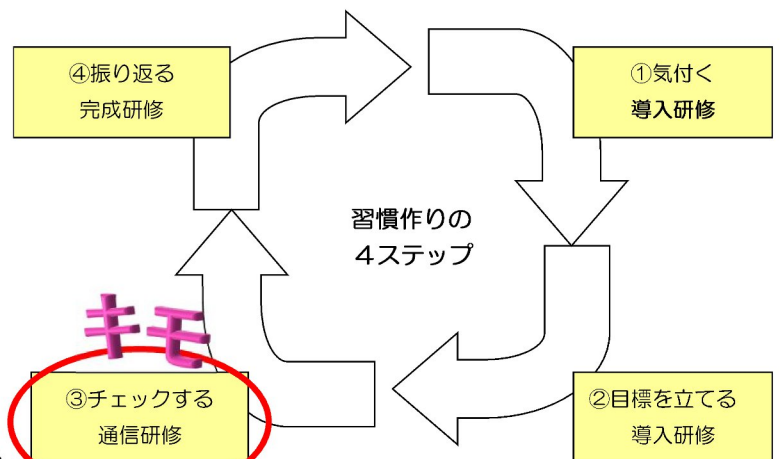 ④振り返る
完成研修
①気付く
導入研修
習慣作りの
4ステップ
キモ
③チェックする
通信研修
②目標を立てる
導入研修